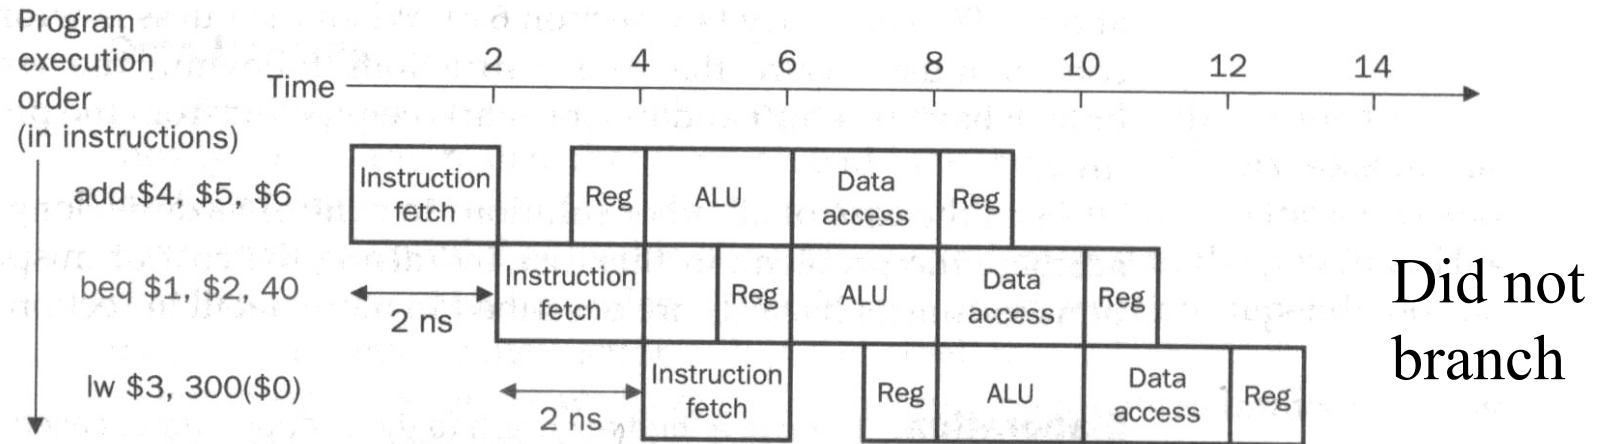 Program
execution
order
(in instructions)
Time
2 4 6 8 10 12 14
add $4, $5, $6
Instruction
fetch
Reg
ALU
Data
access
Reg
beq $1, $2, 40
2 ns
Instruction
fetch
Reg
ALU
Data
access
Reg
lw $3, 300($0)
2 ns
Instruction
fetch
Reg
ALU
Data
access
Reg
Did not
branch